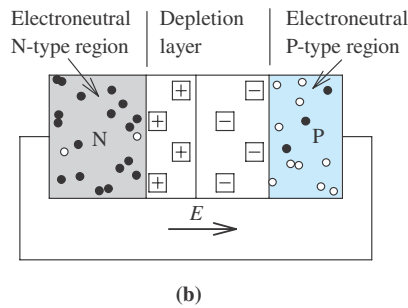 Electroneutral
N-type region
Depletion
layer
Electroneutral
P-type region
+ −
+ −
N P
+ −
+ −
E
(b)